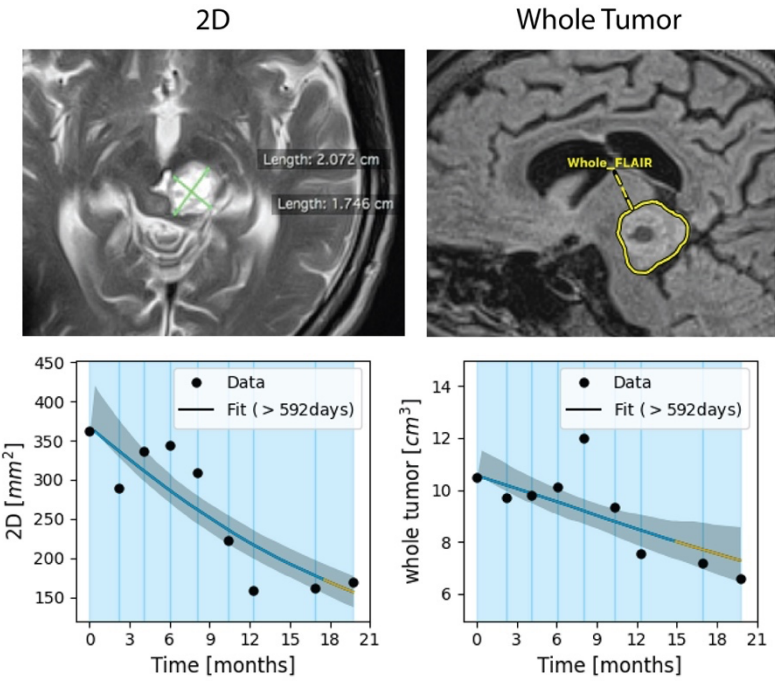 2D
Whole Tumor
Length: 2.072 cm
Length: 1.746 cm
Whole_FLAIR
2D [mm²]
450
400
350
300
250
200
150
Data
Fit ( > 592days)
0 3 6 9 12 15 18 21
Time [months]
whole tumor [cm³]
14
12
10
8
6
Data
Fit ( > 592days)
0 3 6 9 12 15 18 21
Time [months]